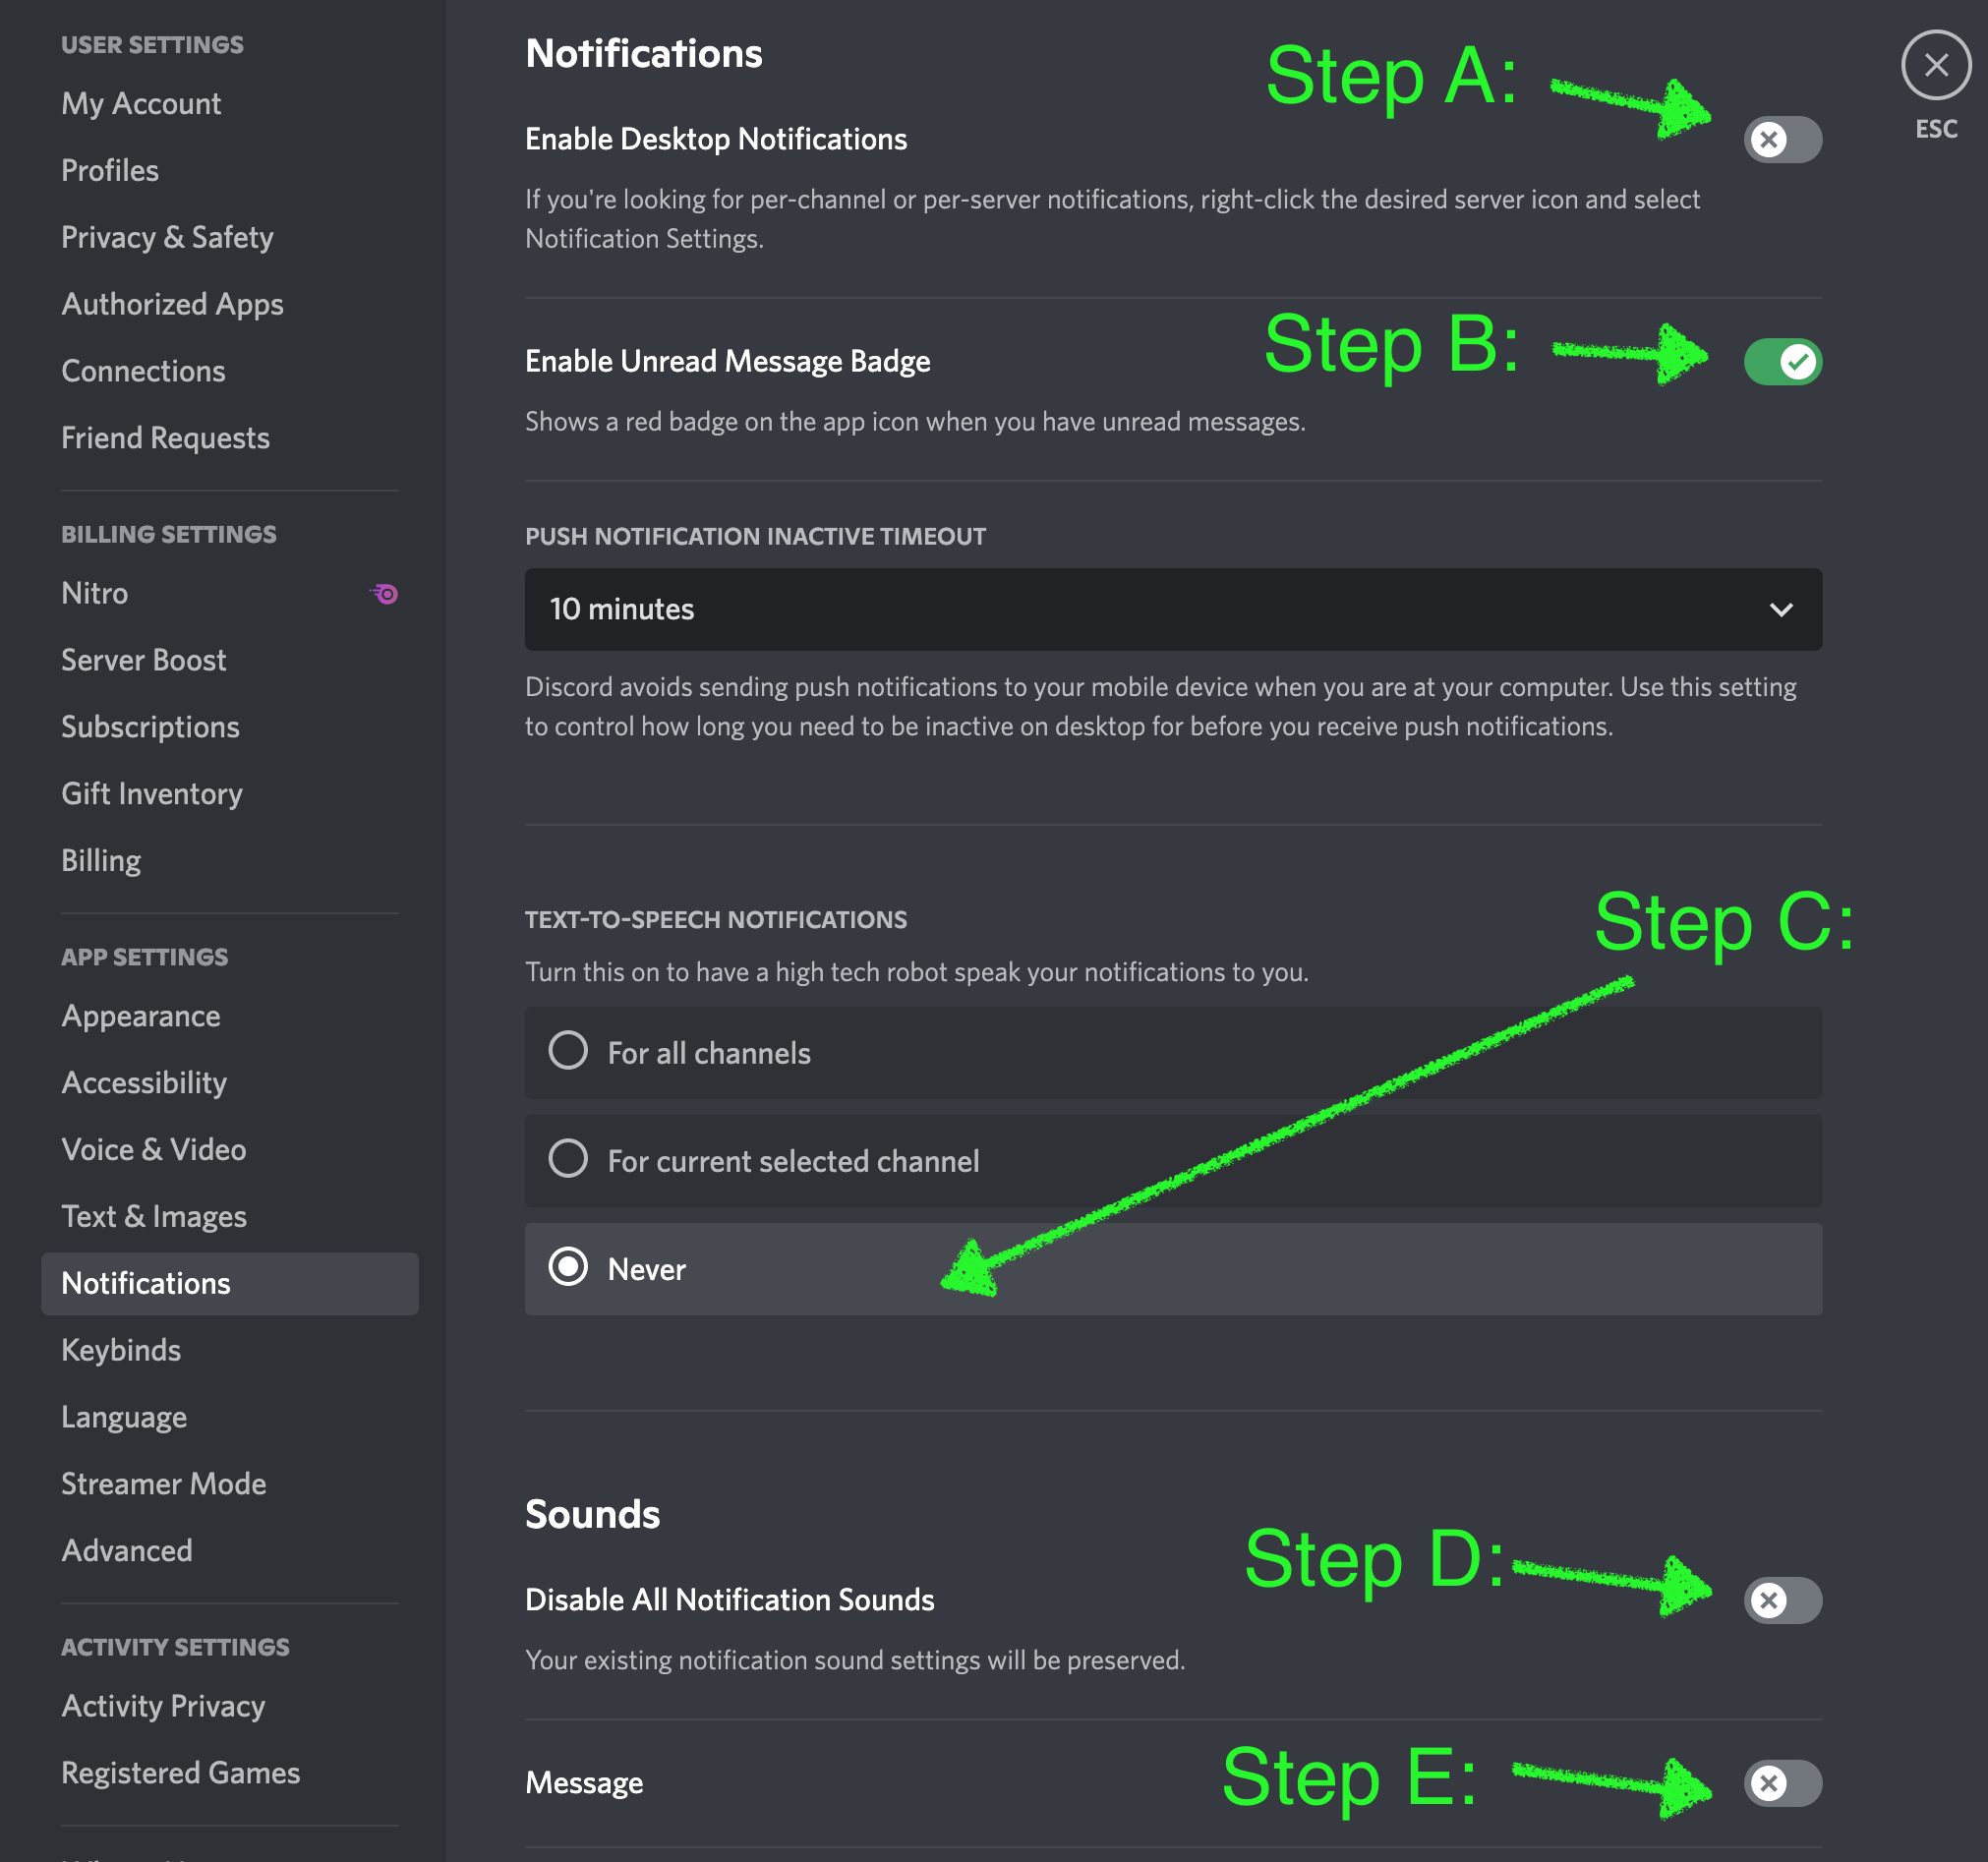 USER SETTINGS
My Account
Profiles
Privacy & Safety
Authorized Apps
Connections
Friend Requests
BILLING SETTINGS
Nitro
Server Boost
Subscriptions
Gift Inventory
Billing
APP SETTINGS
Appearance
Accessibility
Voice & Video
Text & Images
Notifications
Keybinds
Language
Streamer Mode
Advanced
ACTIVITY SETTINGS
Activity Privacy
Registered Games
Notifications
Step A:
ESC
Enable Desktop Notifications
If you're looking for per-channel or per-server notifications, right-click the desired server icon and select
Notification Settings.
Step B:
Enable Unread Message Badge
Shows a red badge on the app icon when you have unread messages.
PUSH NOTIFICATION INACTIVE TIMEOUT
10 minutes
Discord avoids sending push notifications to your mobile device when you are at your computer. Use this setting
to control how long you need to be inactive on desktop for before you receive push notifications.
Step C:
TEXT-TO-SPEECH NOTIFICATIONS
Turn this on to have a high tech robot speak your notifications to you.
For all channels
For current selected channel
Never
Sounds
Step D:
Disable All Notification Sounds
Your existing notification sound settings will be preserved.
Step E:
Message